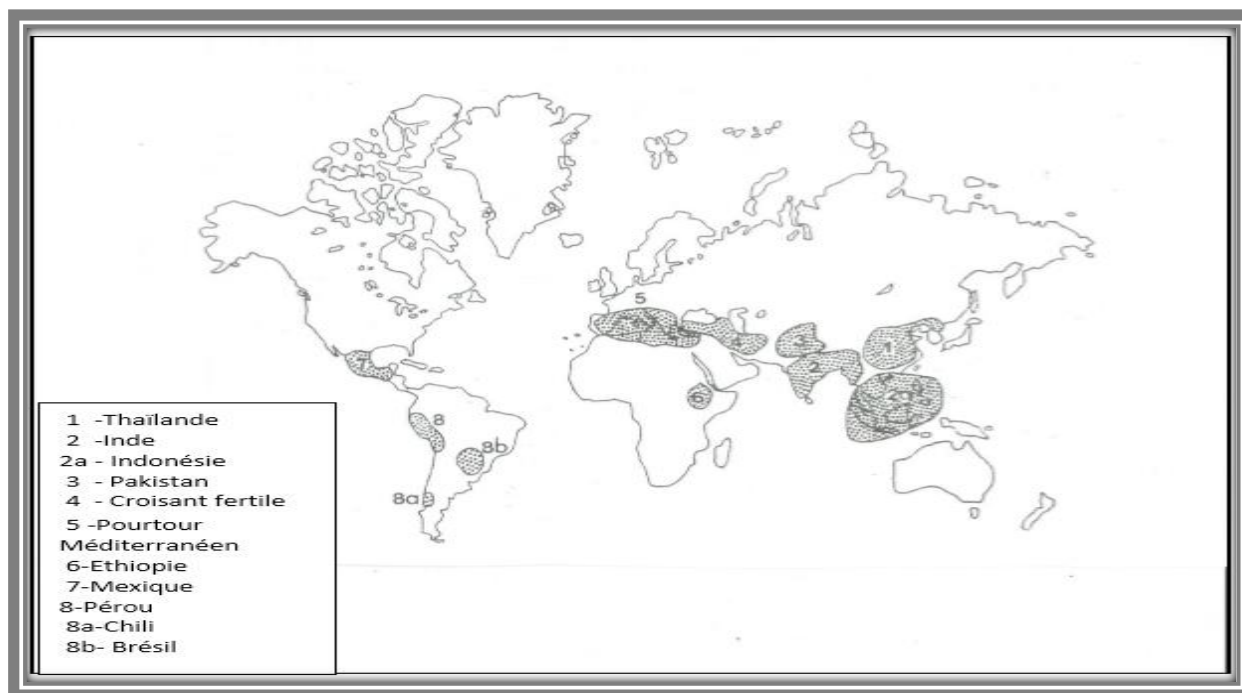 5
3
4
1
2
7
2a
6
8
8b
8a
1 -Thaïlande
2 -Inde
2a - Indonésie
3 - Pakistan
4 - Croisant fertile
5 -Pourtour
Méditerranéen
6-Ethiopie
7-Mexique
8-Pérou
8a-Chili
8b- Brésil